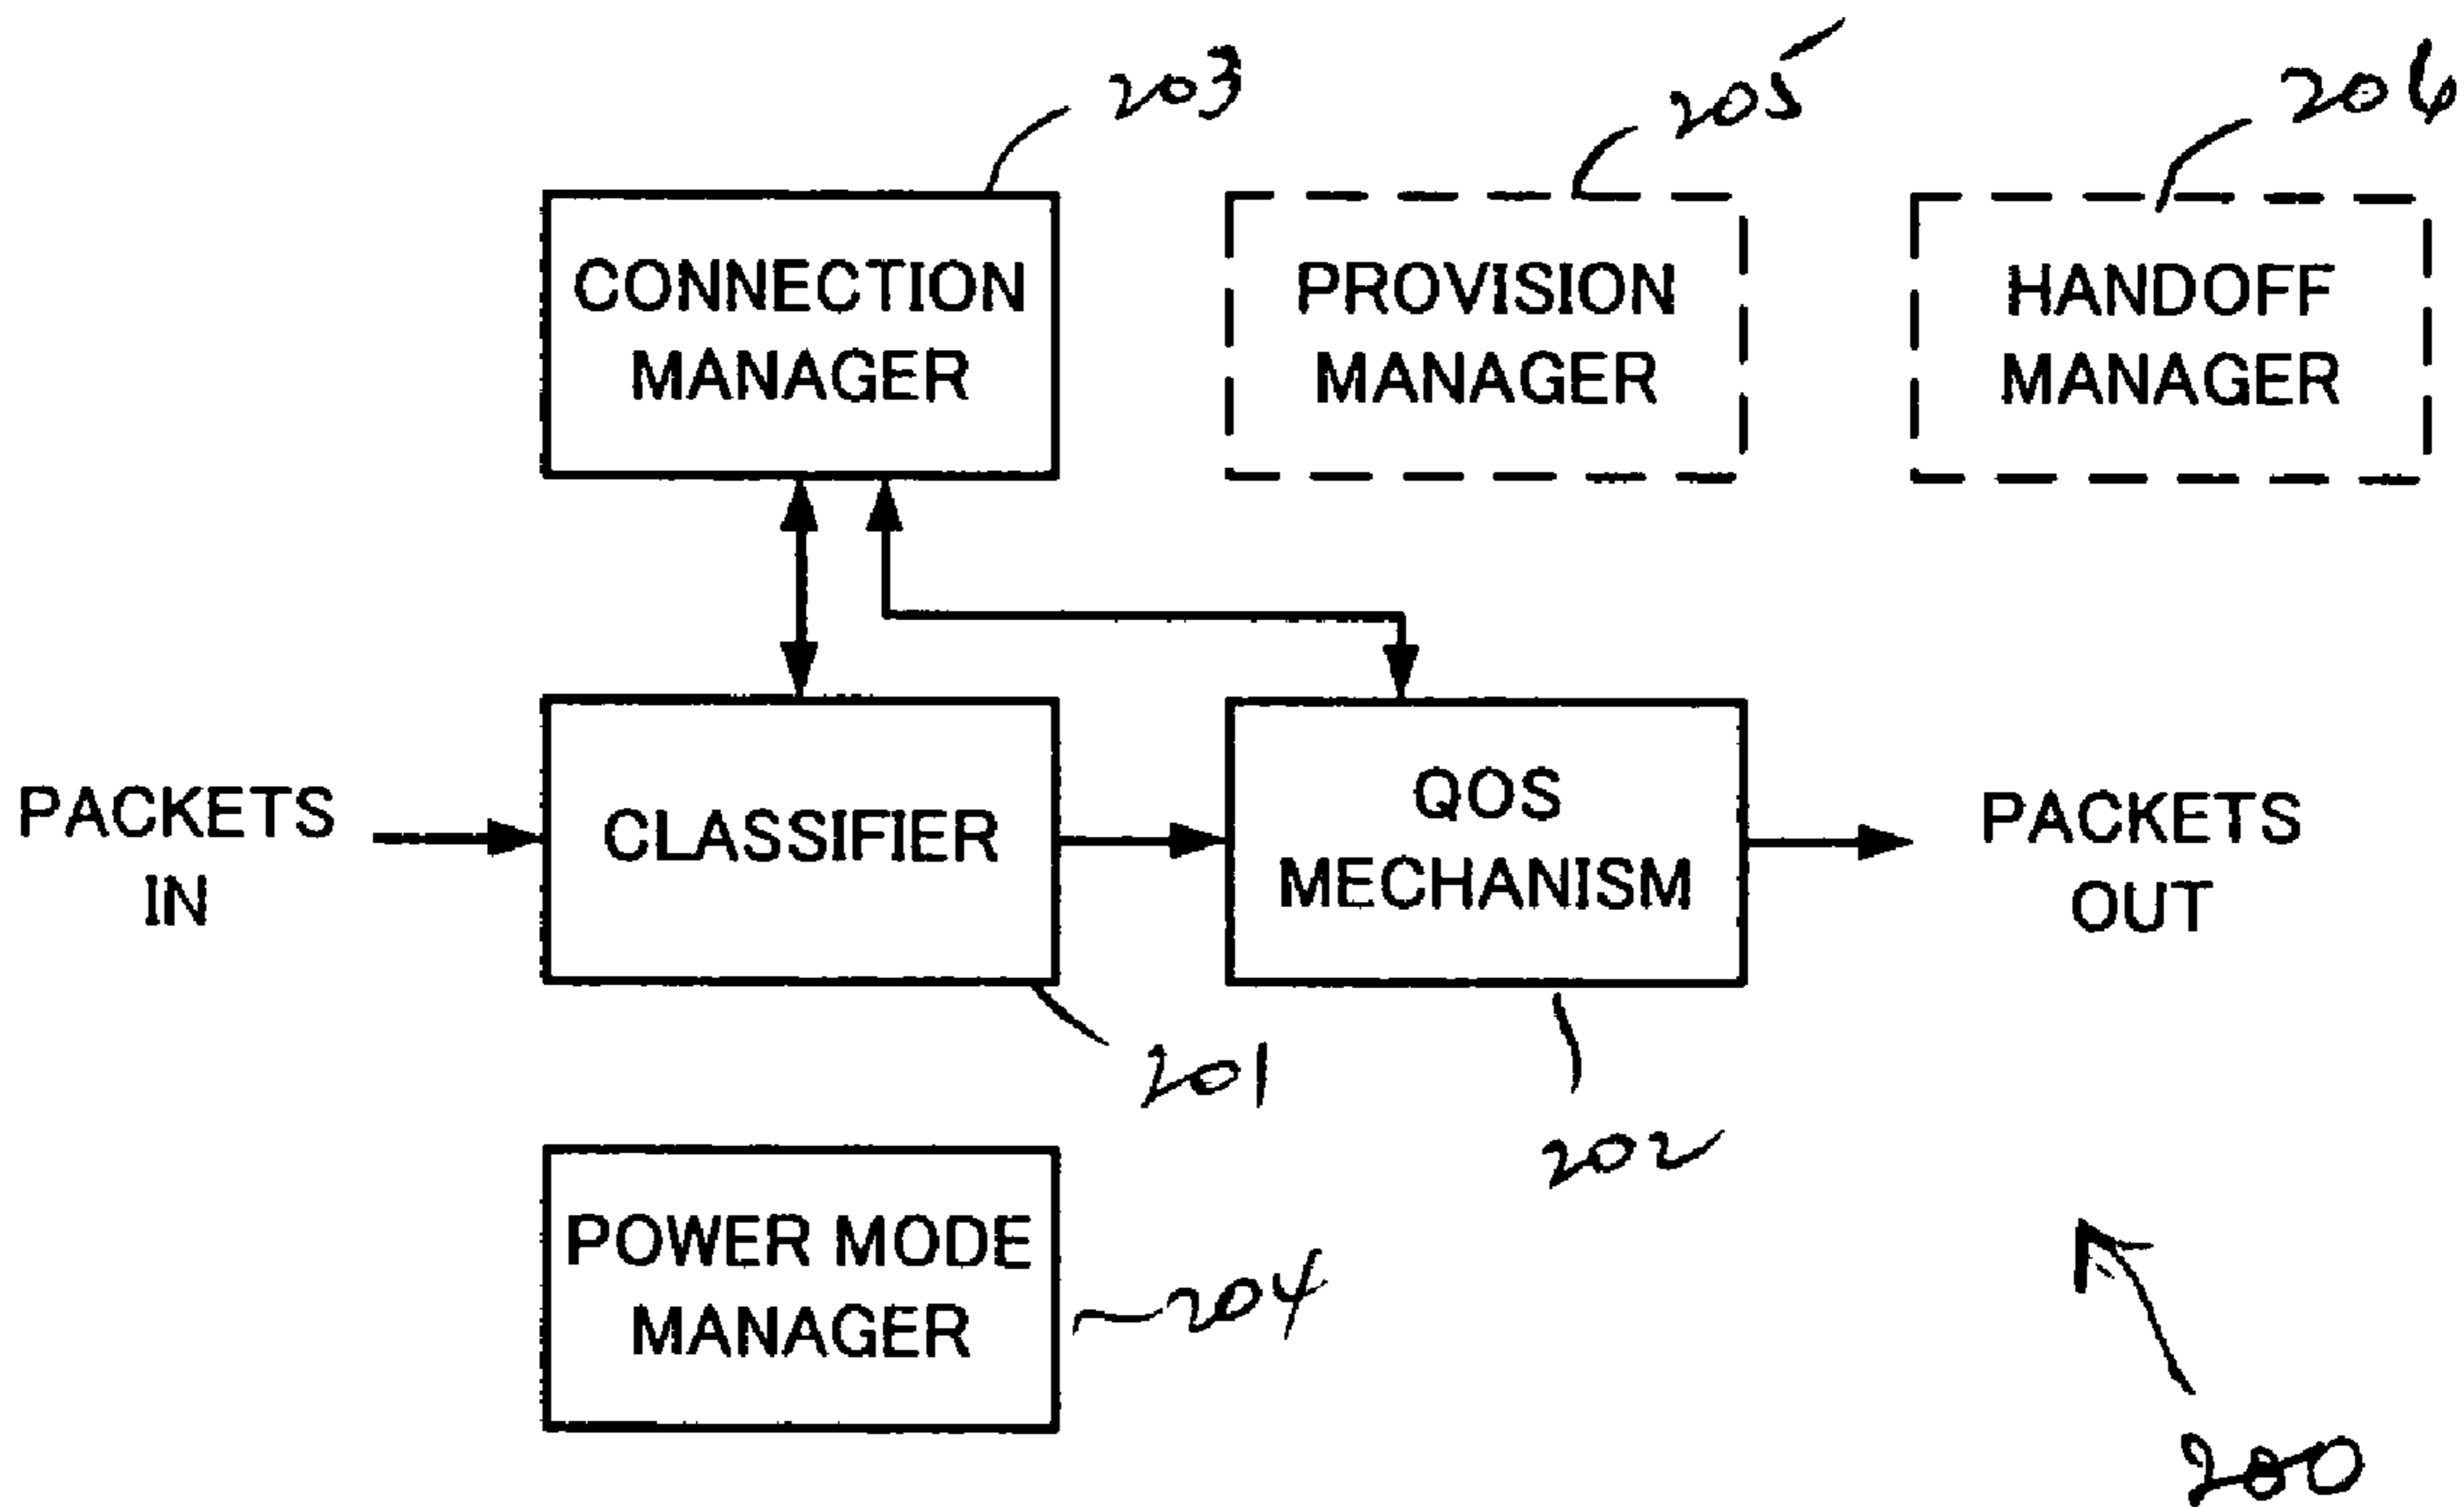 203
205
206
CONNECTION
MANAGER
PROVISION
MANAGER
HANDOFF
MANAGER
PACKETS
IN
CLASSIFIER
QOS
MECHANISM
PACKETS
OUT
201
202
POWER MODE
MANAGER
204
200